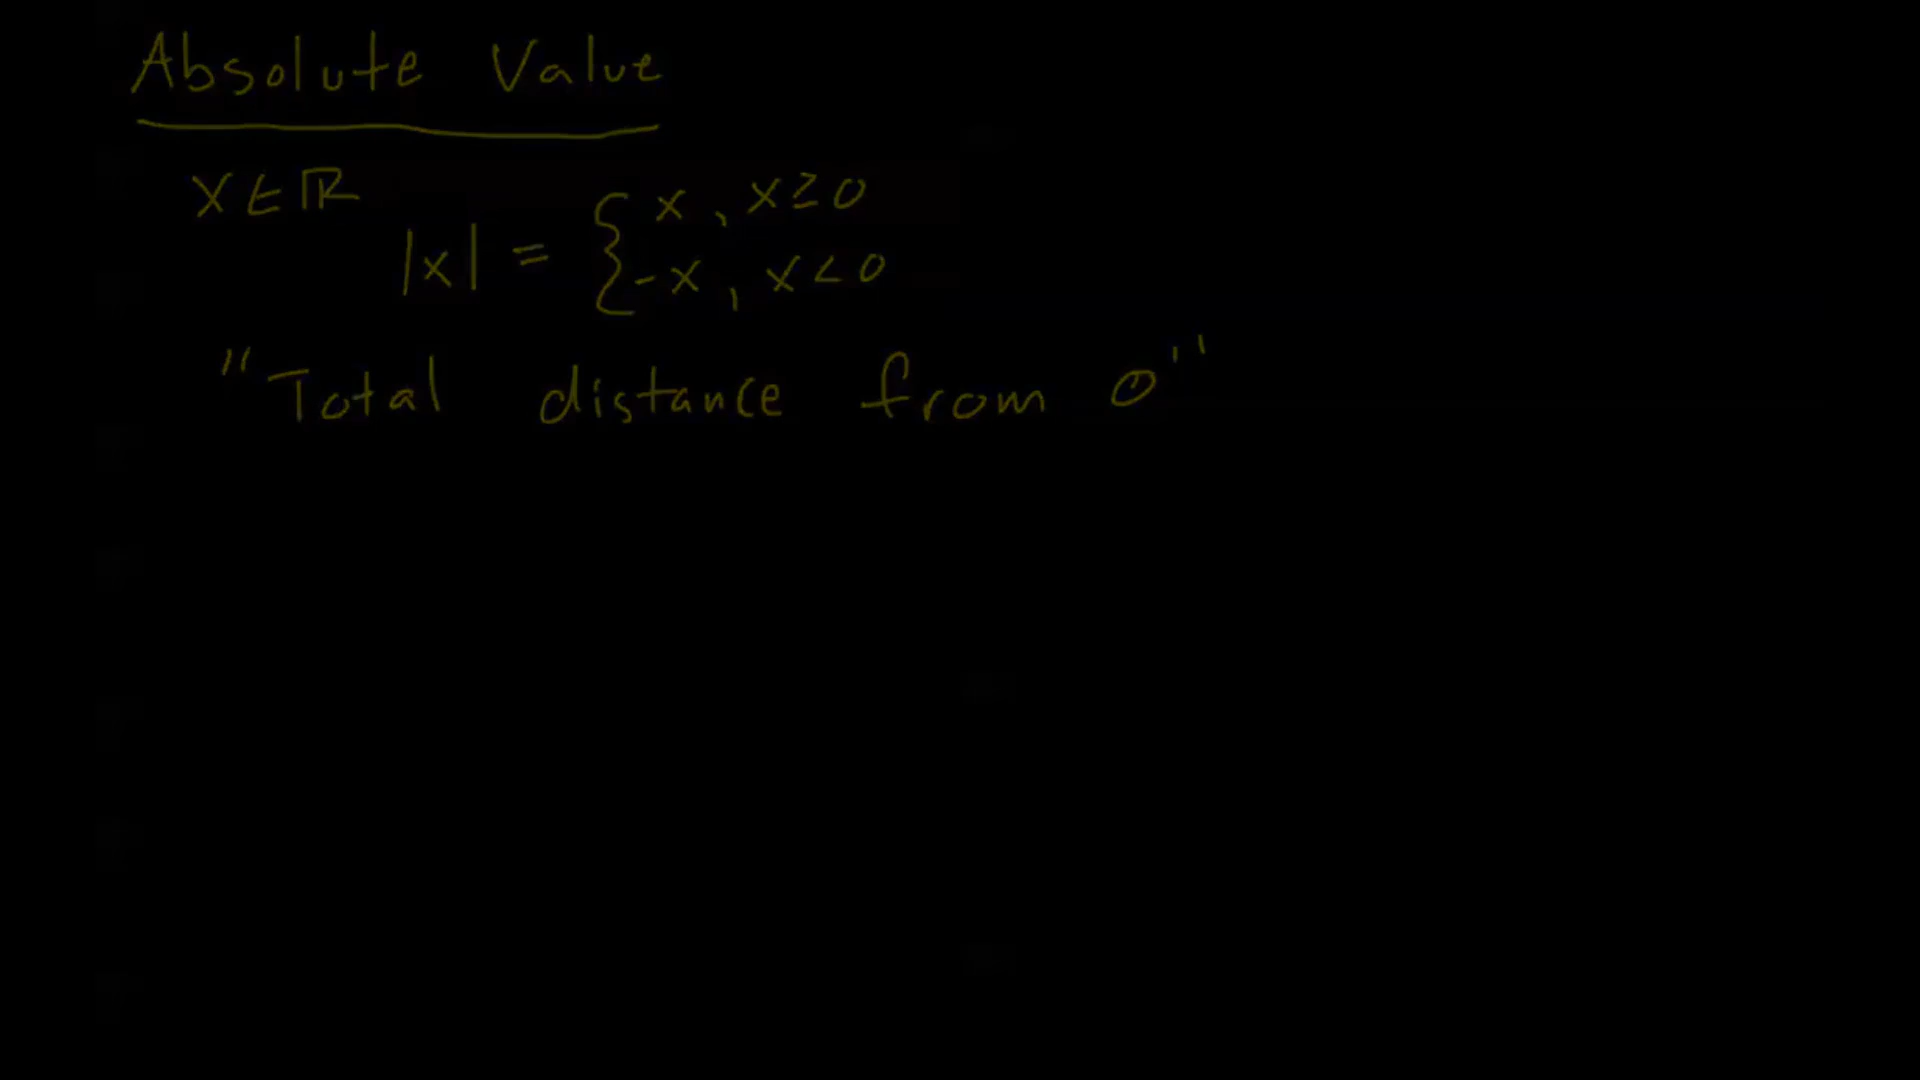 Absolute Value
x ∈ ℝ
|x| = { x , x ≥ 0
-x , x < 0
"Total distance from 0"